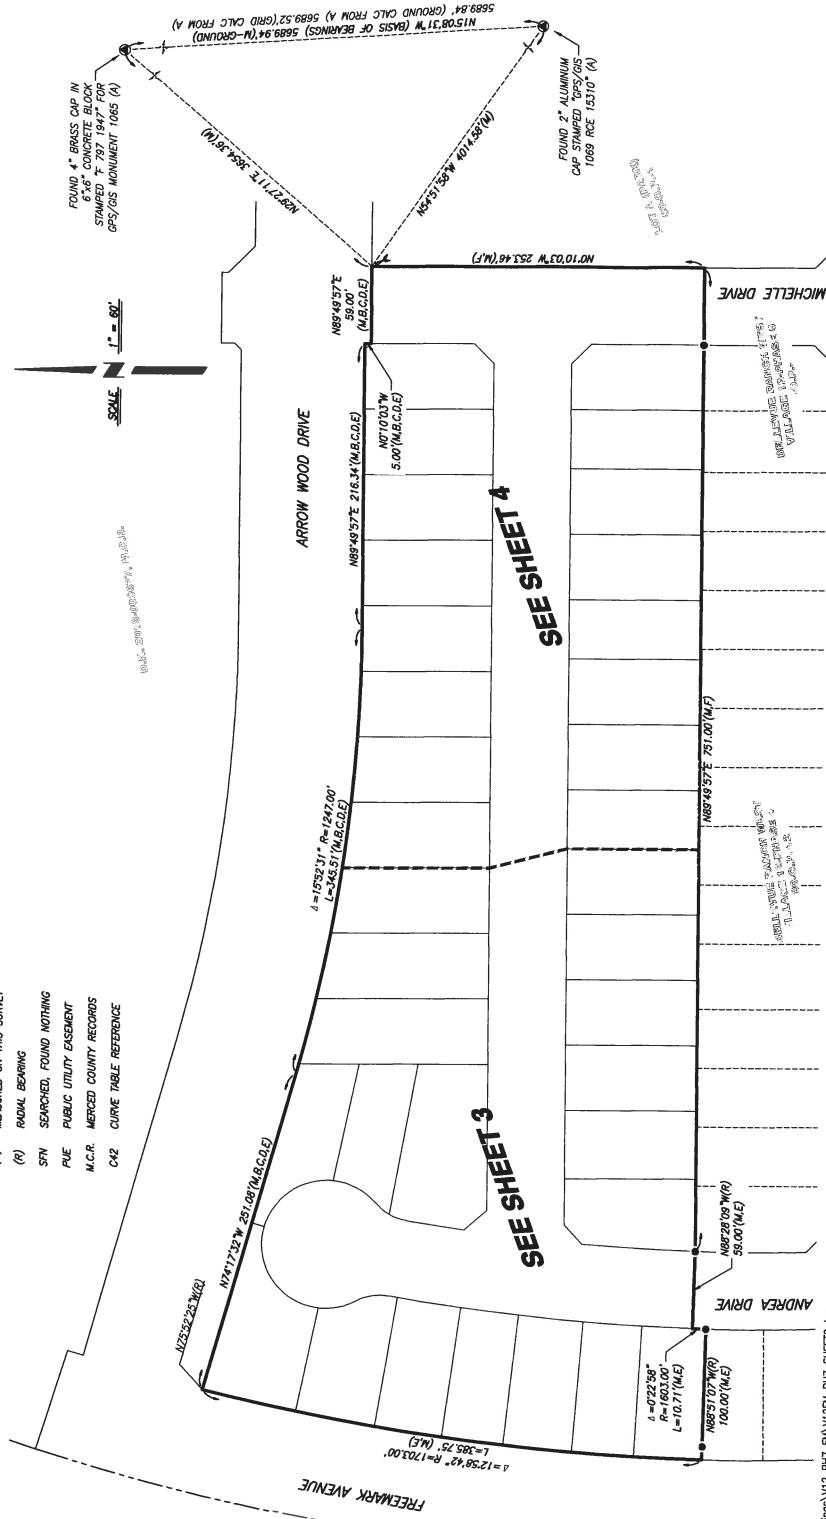 5689.84' (GROUND CALC FROM A) 5689.52'(GRID CALC FROM A)
N15°08'31"W (BASIS OF BEARINGS) 5689.94'(M-GROUND)
FOUND 4" BRASS CAP IN
6"x6" CONCRETE BLOCK
STAMPED "F 797 1947" FOR
GPS/GIS MONUMENT 1065 (A)
FOUND 2" ALUMINUM
CAP STAMPED "GPS/GIS
1069 RCE 15310" (A)
N29°27'11"E 3654.36'(M)
N54°51'58"W 4014.58'(M)
SCALE 1" = 60'
N89°49'57"E
59.00'
(M,B,C,D,E)
N0°10'03"W 253.46'(M,F)
MICHELLE DRIVE
N0°10'03"W
5.00'(M,B,C,D,E)
ARROW WOOD DRIVE
N89°49'57"E 216.34'(M,B,C,D,E)
BELLEVUE RANCH WEST
SEE SHEET 4
N89°49'57"E 751.00'(M,F)
Δ=15°52'31" R=1247.00'
L=345.51'(M,B,C,D,E)
BELLEVUE RANCH WEST
(R) RADIAL BEARING
SFN SEARCHED, FOUND NOTHING
PUE PUBLIC UTILITY EASEMENT
M.C.R. MERCED COUNTY RECORDS
C42 CURVE TABLE REFERENCE
SEE SHEET 3
N74°17'32"W 251.08'(M,B,C,D,E)
N75°52'25"W(R)
N88°28'09"W(R)
59.00'(M,E)
ANDREA DRIVE
Δ=0°22'58"
R=1603.00'
L=10.71'(M,E)
N88°51'07"W(R)
100.00'(M,E)
Δ=12°58'42" R=1703.00'
L=385.75' (M,E)
FREEMARK AVENUE